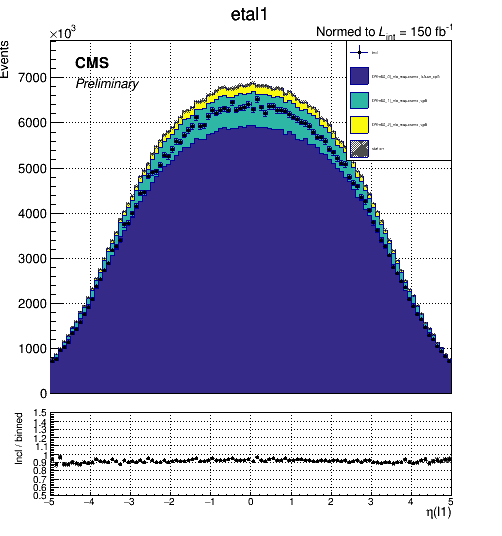 etal1
×10³
Normed to L_int = 150 fb⁻¹
Events
CMS
Preliminary
7000
6000
5000
4000
3000
2000
1000
0
Incl / binned
1.5
1.4
1.3
1.2
1.1
1
0.9
0.8
0.7
0.6
0.5
−5 −4 −3 −2 −1 0 1 2 3 4 5
η(l1)